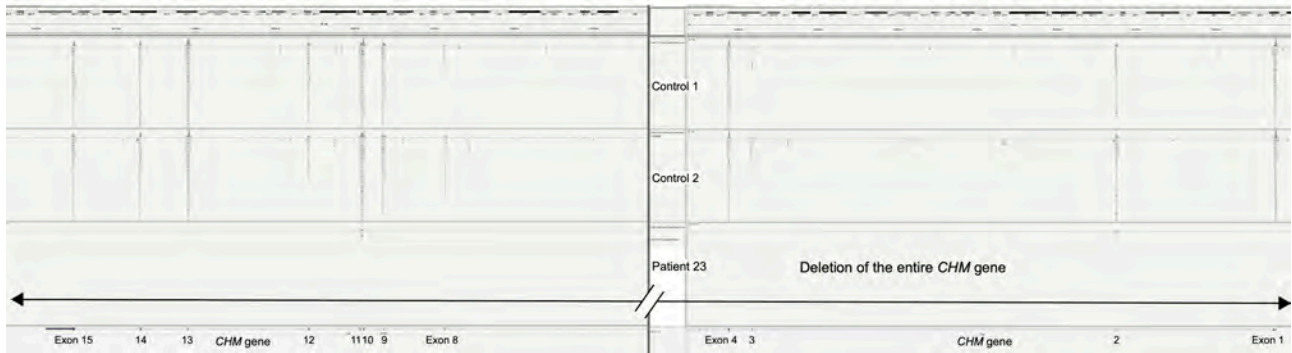 Control 1
Control 2
Patient 23
Deletion of the entire CHM gene
Exon 15 14 13 CHM gene 12 11 10 9 Exon 8 Exon 4 3 CHM gene 2 Exon 1